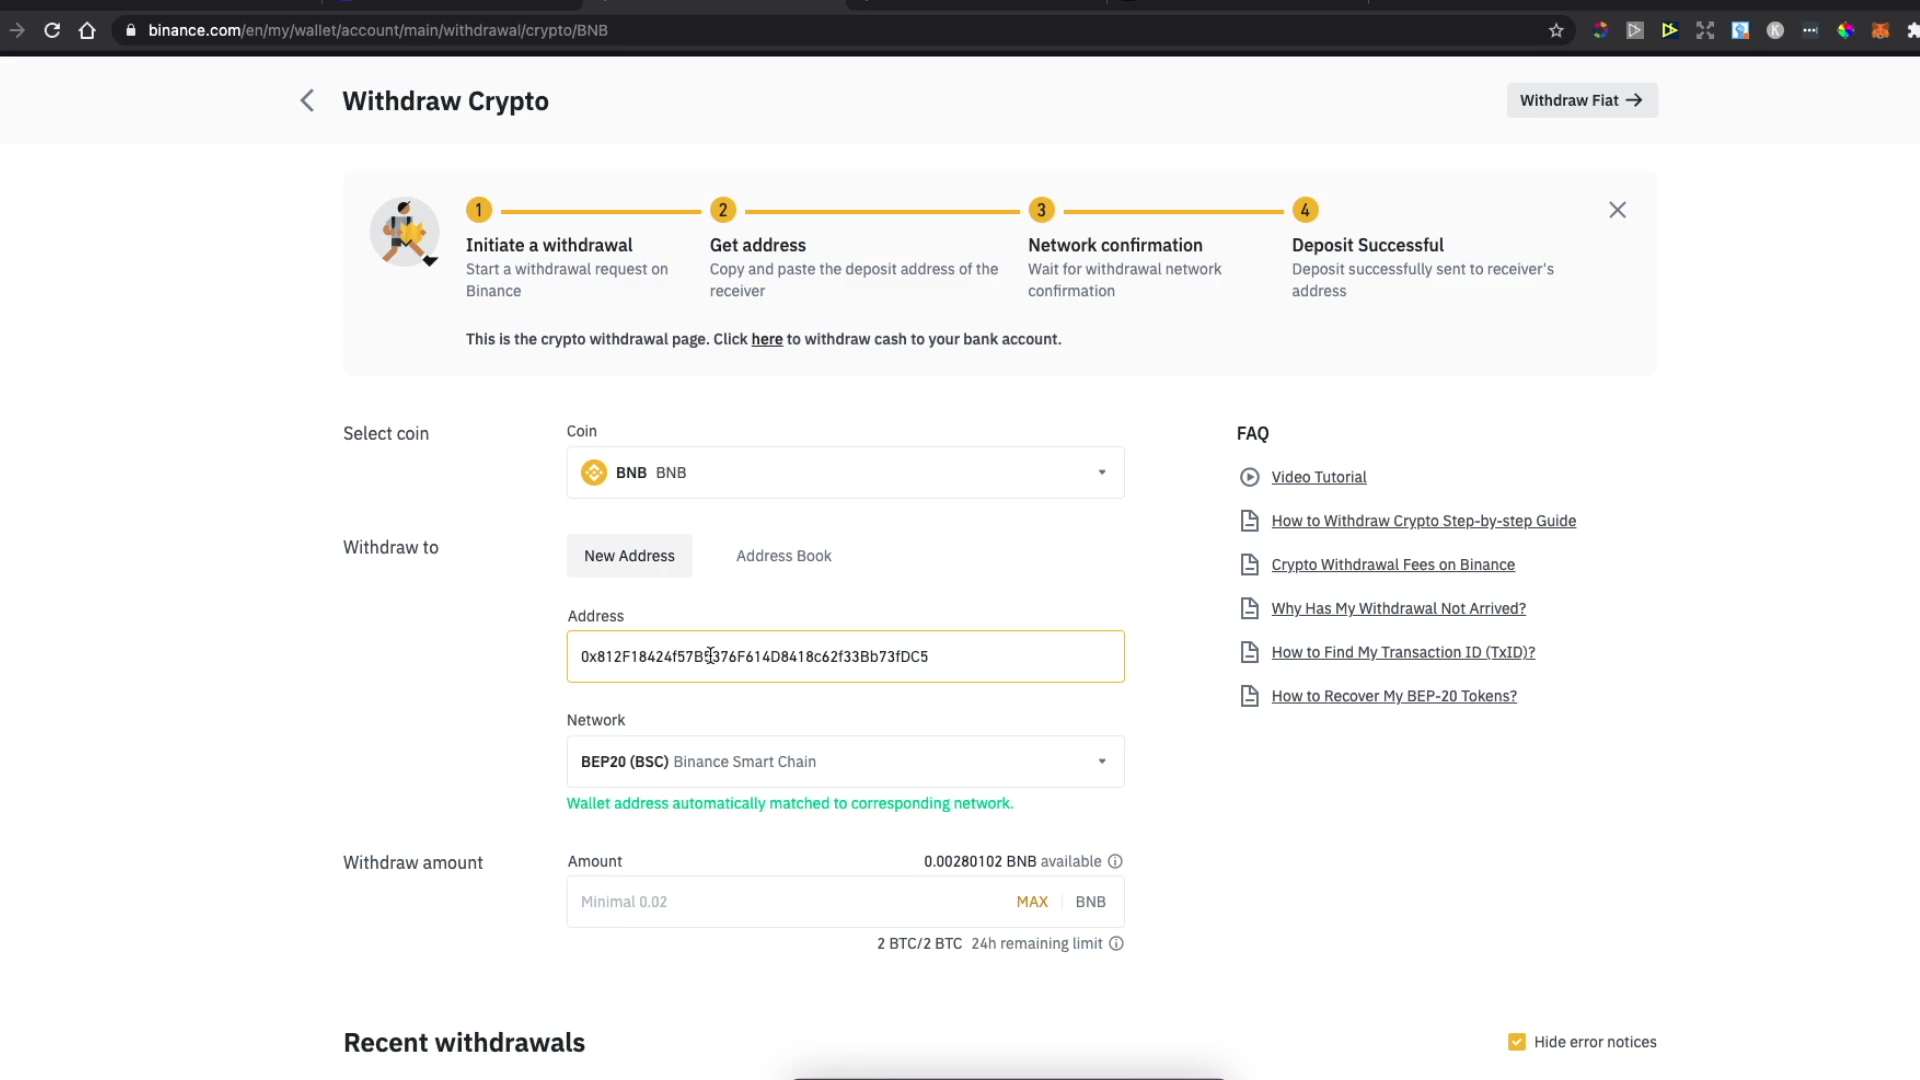 binance.com/en/my/wallet/account/main/withdrawal/crypto/BNB
K
Withdraw Crypto
Withdraw Fiat →
1
2
3
4
Initiate a withdrawal
Start a withdrawal request on
Binance
Get address
Copy and paste the deposit address of the
receiver
Network confirmation
Wait for withdrawal network
confirmation
Deposit Successful
Deposit successfully sent to receiver's
address
This is the crypto withdrawal page. Click here to withdraw cash to your bank account.
Select coin
Coin
BNB BNB
Withdraw to
New Address
Address Book
Address
Network
BEP20 (BSC) Binance Smart Chain
Wallet address automatically matched to corresponding network.
Withdraw amount
Amount
0.00280102 BNB available
Minimal 0.02
MAX
BNB
2 BTC/2 BTC 24h remaining limit
FAQ
Video Tutorial
How to Withdraw Crypto Step-by-step Guide
Crypto Withdrawal Fees on Binance
Why Has My Withdrawal Not Arrived?
How to Find My Transaction ID (TxID)?
How to Recover My BEP-20 Tokens?
Recent withdrawals
Hide error notices